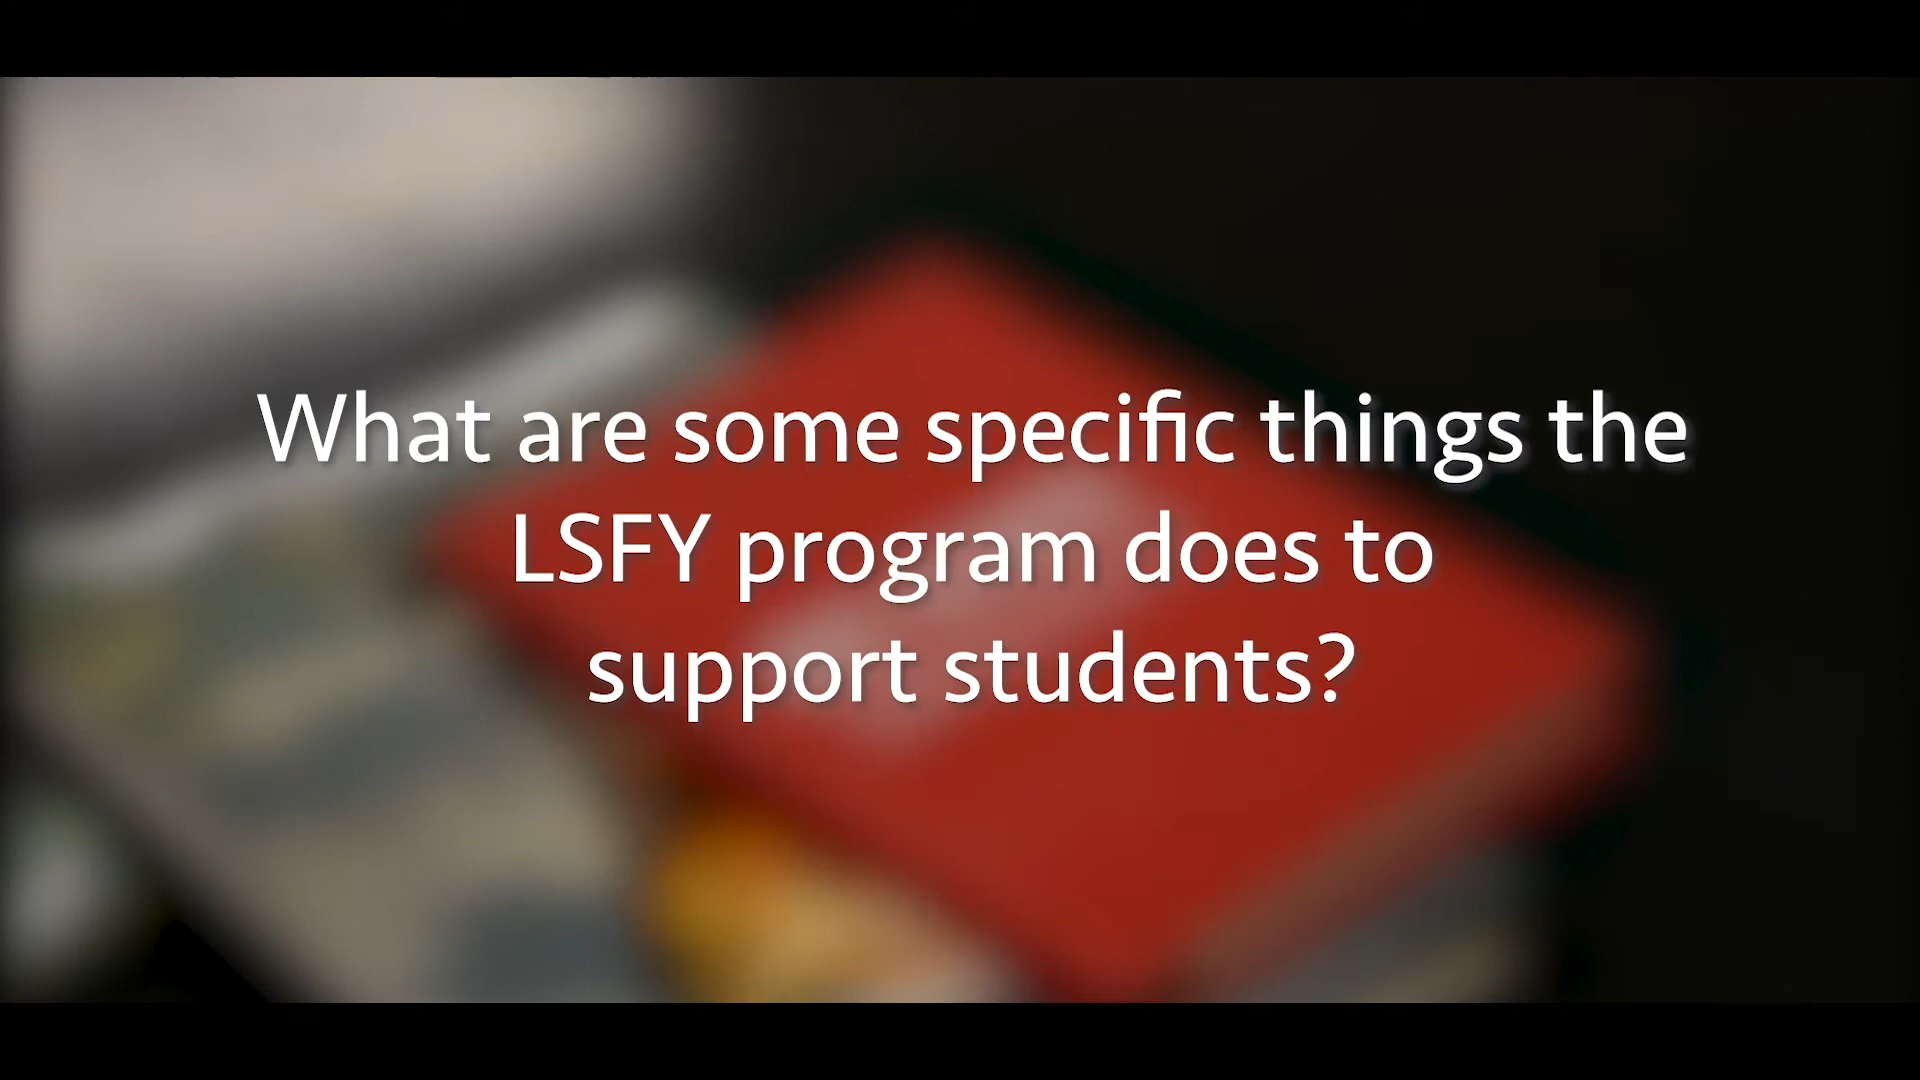 What are some specific things the
LSFY program does to
support students?